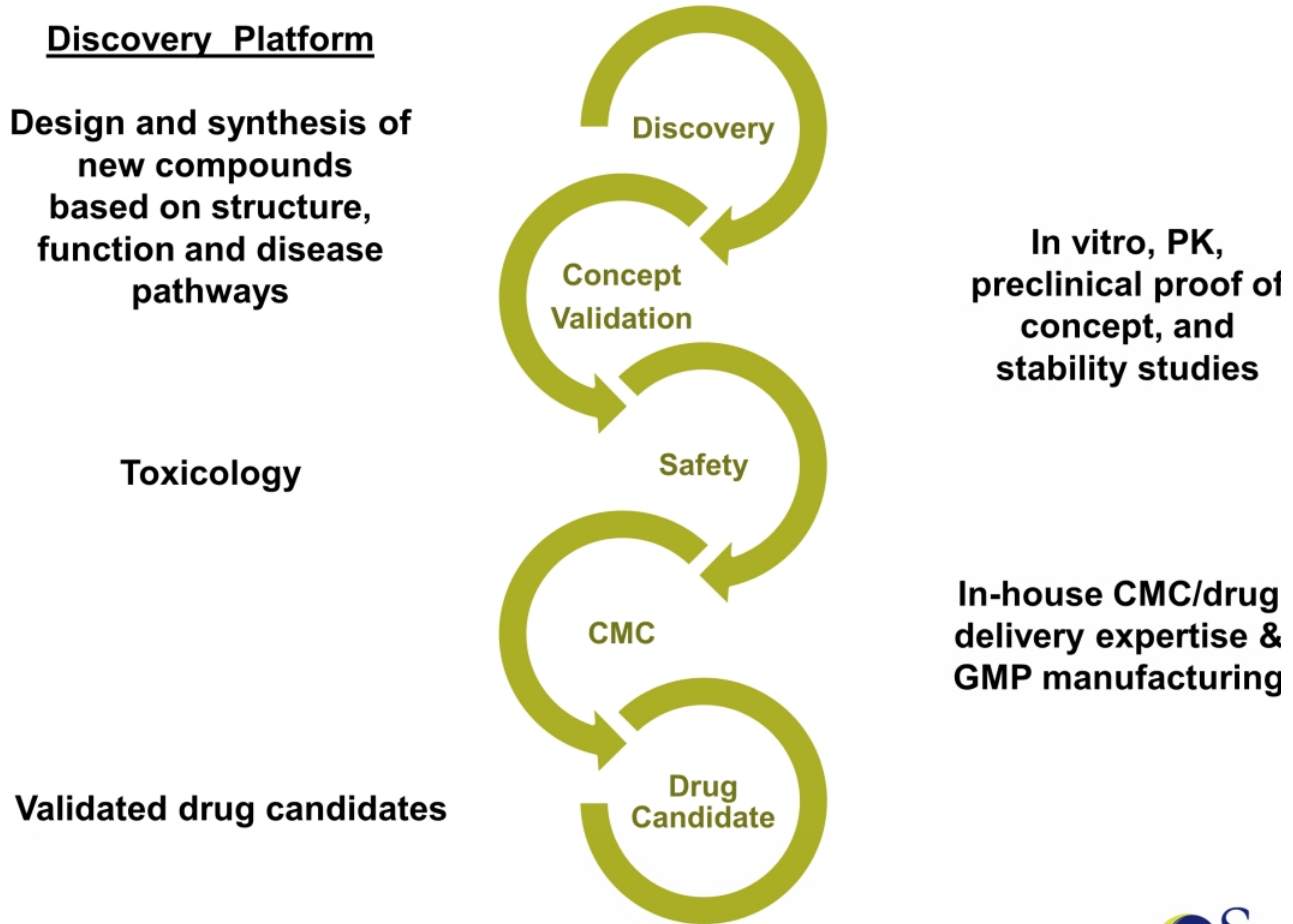 Discovery Platform
Design and synthesis of
new compounds
based on structure,
function and disease
pathways
Discovery
Concept
Validation
In vitro, PK,
preclinical proof of
concept, and
stability studies
Toxicology
Safety
CMC
In-house CMC/drug
delivery expertise &
GMP manufacturing
Validated drug candidates
Drug
Candidate
S